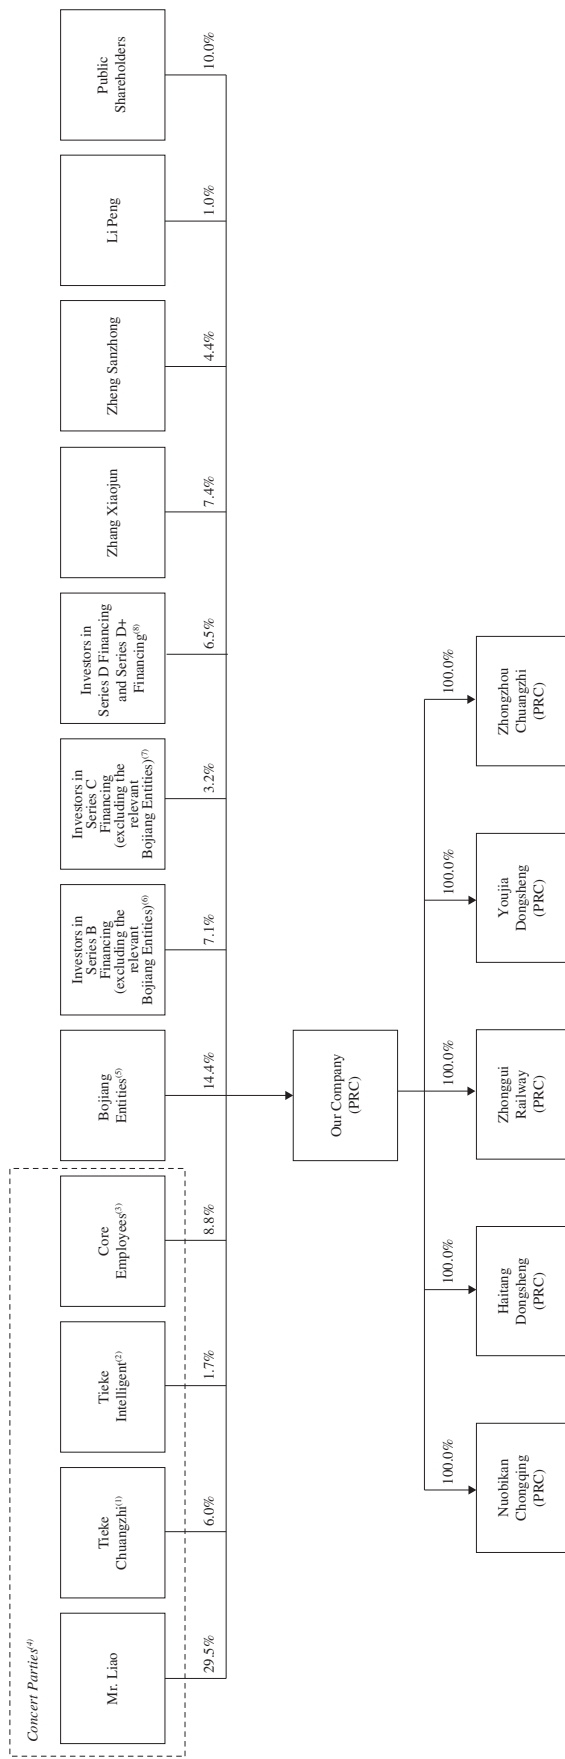 Concert Parties(4)
Mr. Liao
Tieke
Chuangzhi(1)
Tieke
Intelligent(2)
Core
Employees(3)
Bojiang
Entities(5)
Investors in
Series B
Financing
(excluding the
relevant
Bojiang Entities)(6)
Investors in
Series C
Financing
(excluding the
relevant
Bojiang Entities)(7)
Investors in
Series D Financing
and Series D+
Financing(8)
Zhang Xiaojun
Zheng Sanzhong
Li Peng
Public
Shareholders
29.5%
6.0%
1.7%
8.8%
14.4%
7.1%
3.2%
6.5%
7.4%
4.4%
1.0%
10.0%
Our Company
(PRC)
100.0%
100.0%
100.0%
100.0%
100.0%
Nuobikan
Chongqing
(PRC)
Haitang
Dongsheng
(PRC)
Zhonggui
Railway
(PRC)
Youjia
Dongsheng
(PRC)
Zhongzhou
Chuangzhi
(PRC)